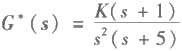 G*(s) = K(s + 1) / s²(s + 5)